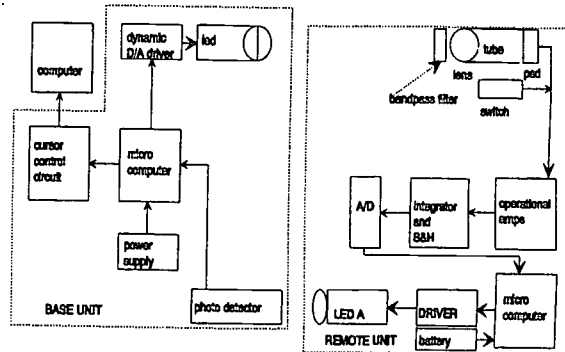 dynamic
D/A driver
led
computer
cursor
control
circuit
micro
computer
power
supply
photo detector
BASE UNIT
tube
lens
psd
bandpass filter
switch
A/D
integrator
and
S&H
operational
amps
micro
computer
LED A
DRIVER
battery
REMOTE UNIT